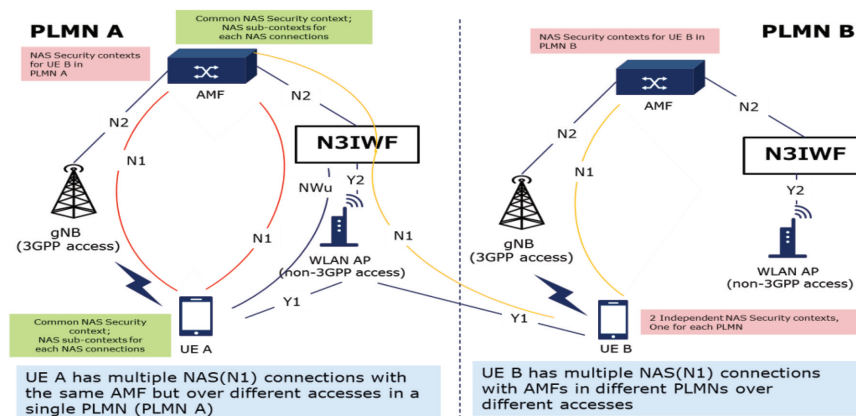 PLMN A
Common NAS Security context;
NAS sub-contexts for
each NAS connections
NAS Security contexts
for UE B in
PLMN A
AMF
N2
N2
N1
N3IWF
NWu
Y2
gNB
(3GPP access)
N1
N1
WLAN AP
(non-3GPP access)
Y1
Y1
Common NAS Security
context;
NAS sub-contexts for
each NAS connections
UE A
UE A has multiple NAS(N1) connections with
the same AMF but over different accesses in a
single PLMN (PLMN A)
NAS Security contexts for UE B in
PLMN B
PLMN B
AMF
N2
N2
N1
N3IWF
Y2
gNB
(3GPP access)
WLAN AP
(non-3GPP access)
2 Independent NAS Security contexts,
One for each PLMN
UE B
UE B has multiple NAS(N1) connections
with AMFs in different PLMNs over
different accesses